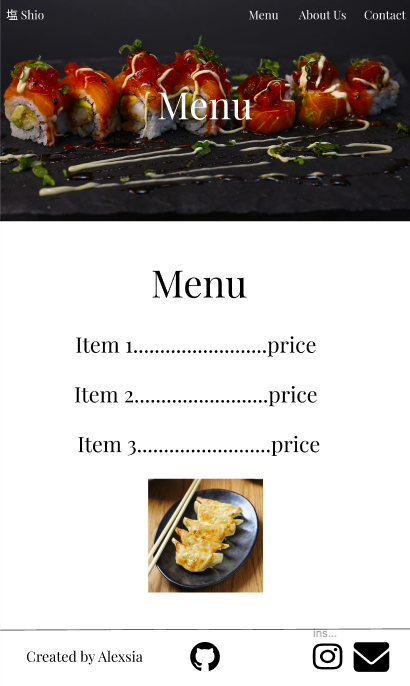 塩 Shio Menu About Us Contact
Menu
Menu
Item 1.........................price
Item 2.........................price
Item 3.........................price
ins...
Created by Alexsia